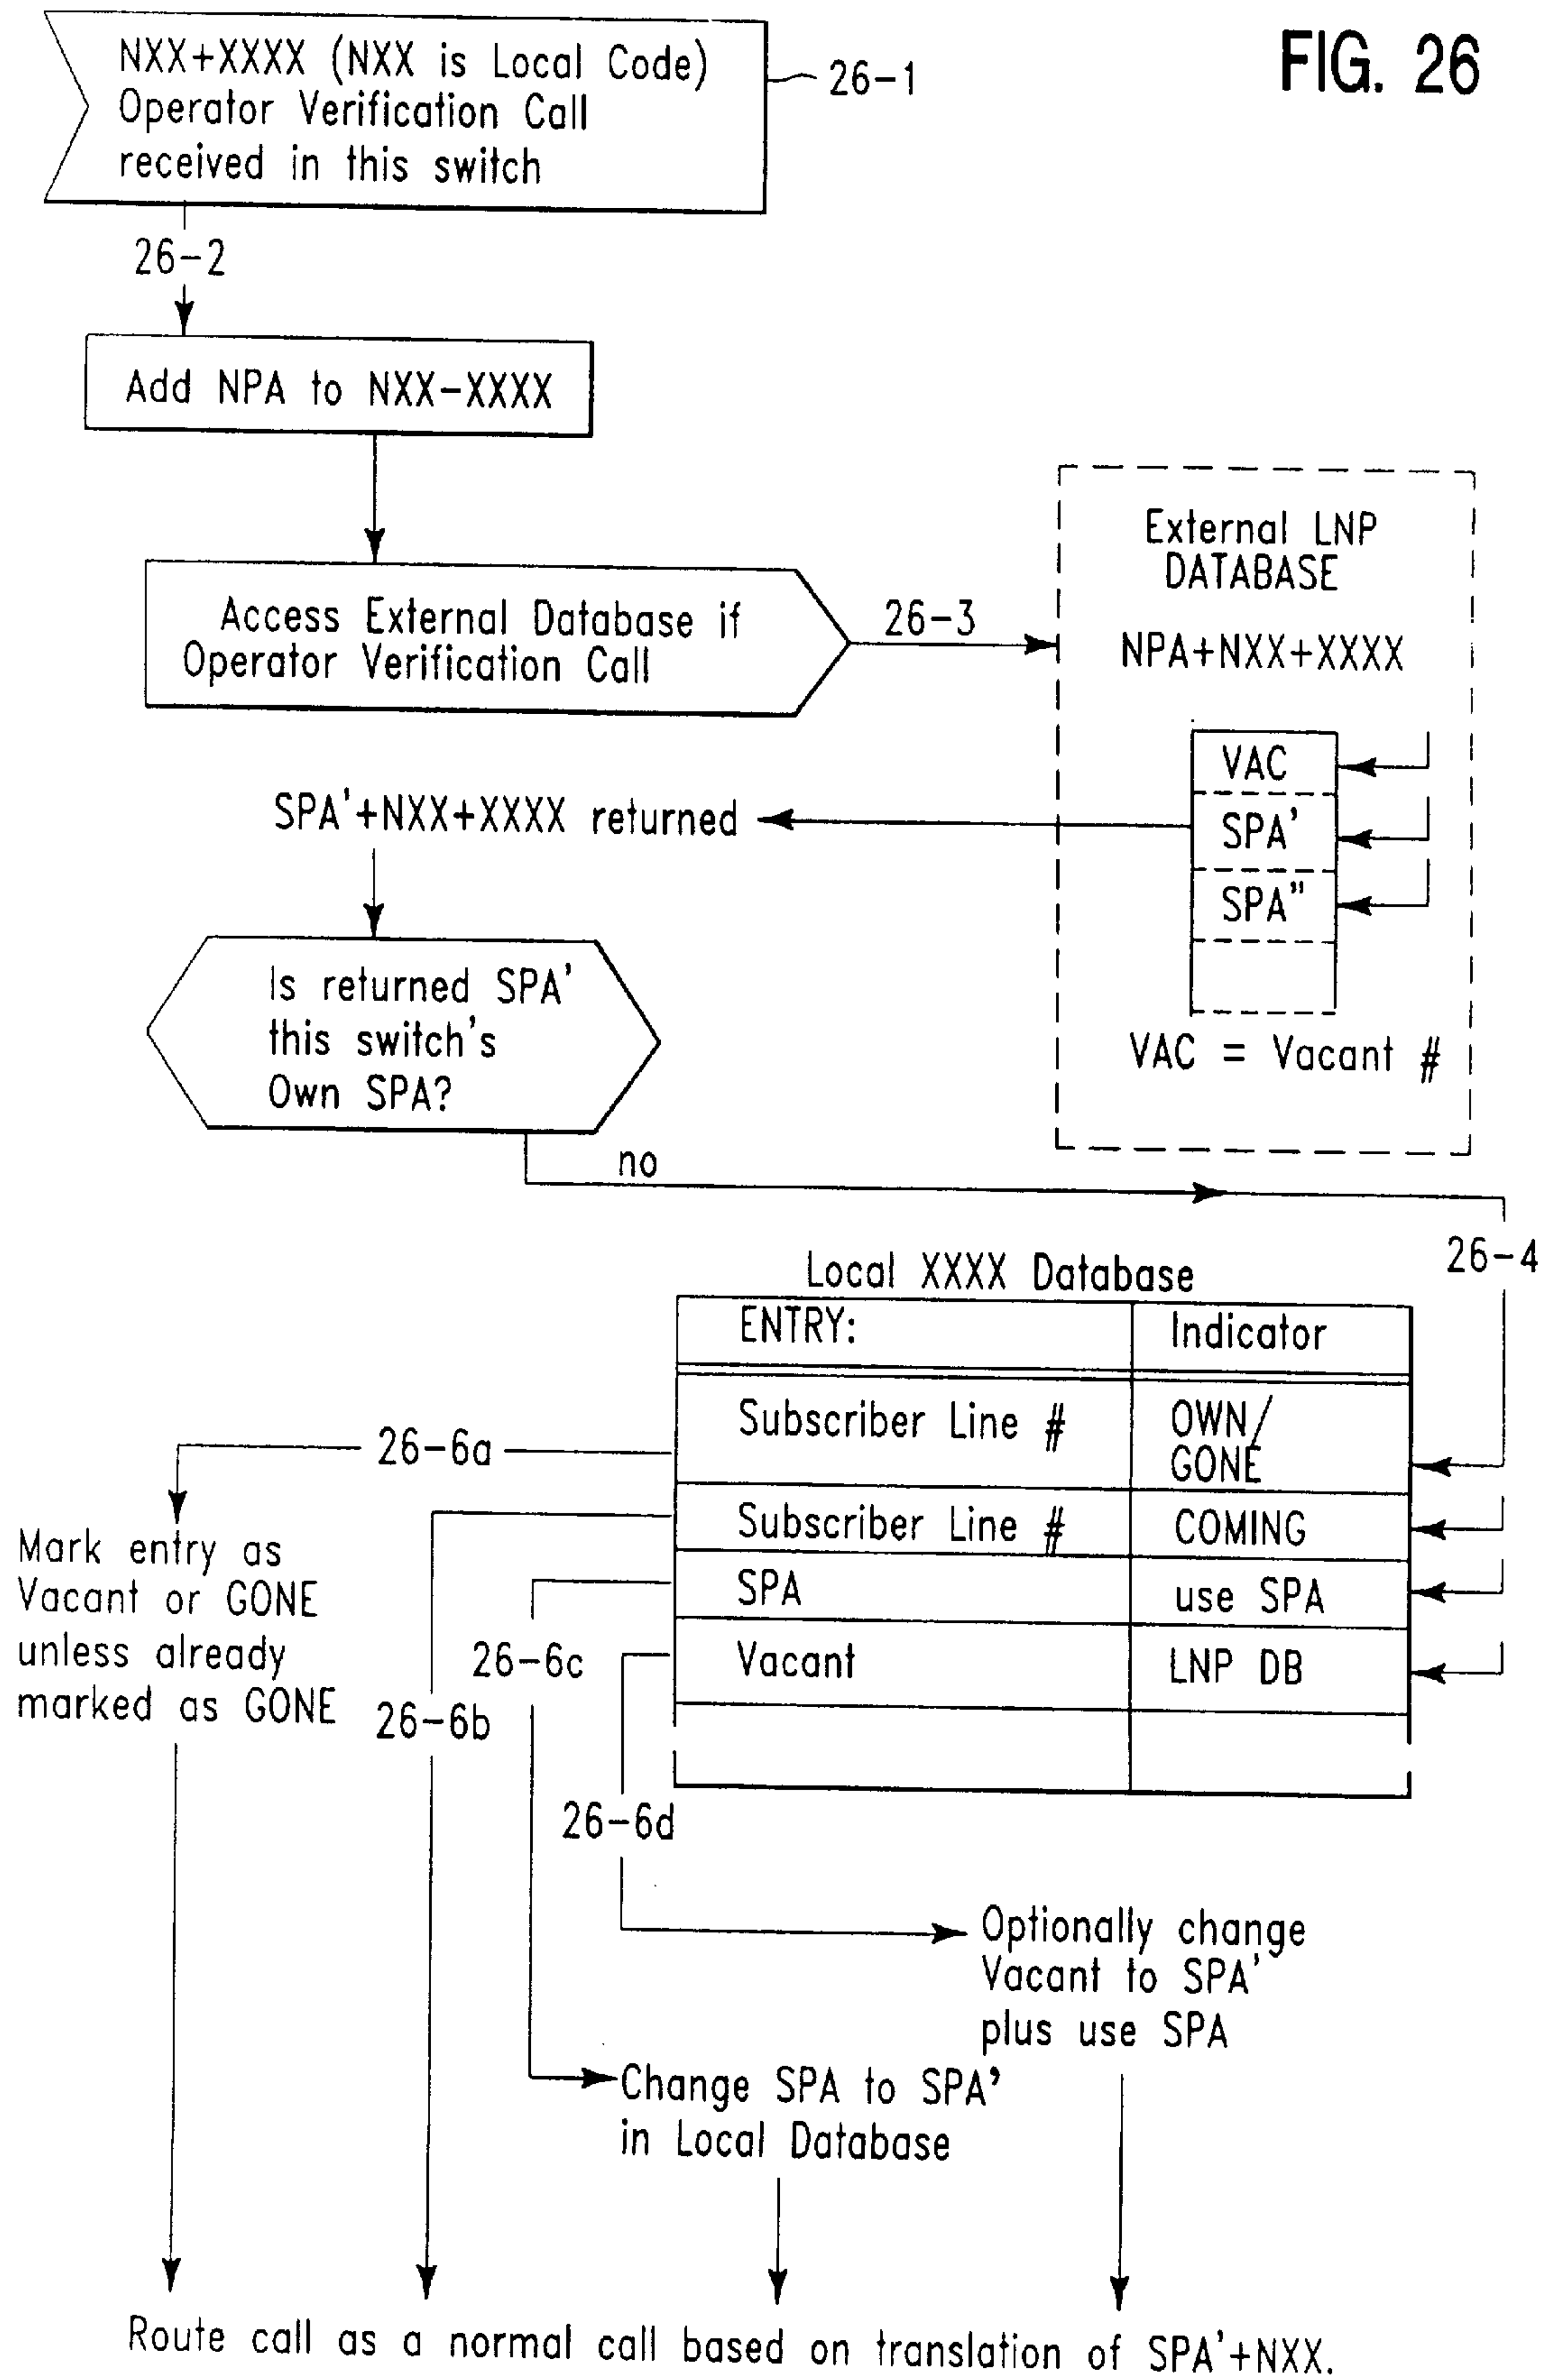 FIG. 26
NXX+XXXX (NXX is Local Code)
Operator Verification Call
received in this switch
26-1
26-2
Add NPA to NXX-XXXX
Access External Database if
Operator Verification Call
26-3
External LNP
DATABASE
NPA+NXX+XXXX
VAC
SPA'
SPA"
VAC = Vacant #
SPA'+NXX+XXXX returned
Is returned SPA'
this switch's
Own SPA?
no
26-4
Local XXXX Database
ENTRY:
Indicator
Subscriber Line #
OWN/
GONE
Subscriber Line #
COMING
SPA
use SPA
Vacant
LNP DB
26-6a
Mark entry as
Vacant or GONE
unless already
marked as GONE
26-6b
26-6c
26-6d
Optionally change
Vacant to SPA'
plus use SPA
Change SPA to SPA'
in Local Database
Route call as a normal call based on translation of SPA'+NXX.